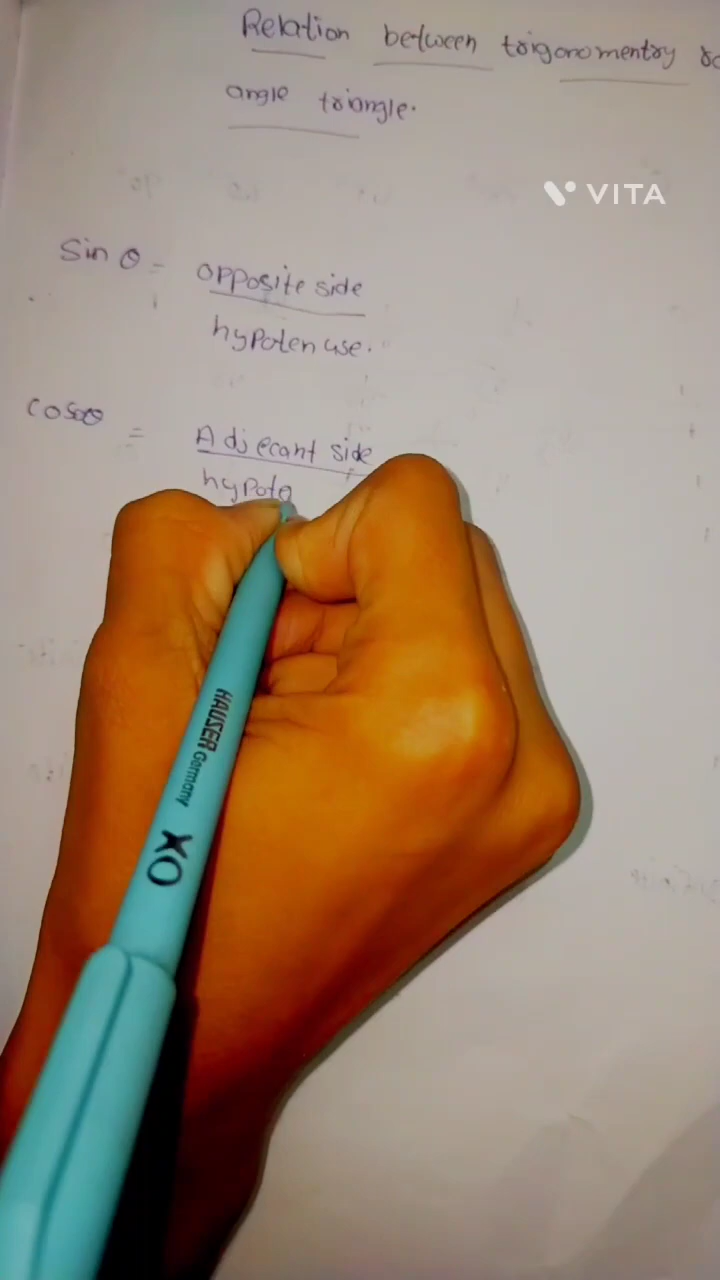 Relation between trigonomentry
angle triangle.
VITA
Sin θ = opposite side
hypotenuse.
cosθ = Adjecant side
hypote
HAUSER Germany XO